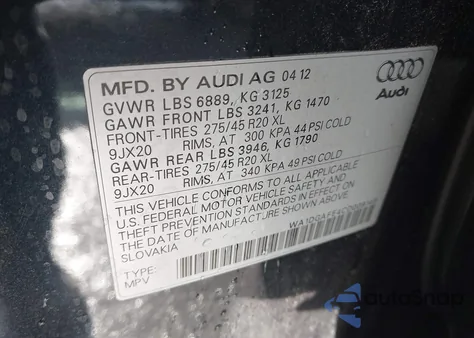 MFD. BY AUDI AG 04 12
GVWR LBS 6889, KG 3125
GAWR FRONT LBS 3241, KG 1470
FRONT-TIRES 275/45 R20 XL
9JX20 RIMS, AT 300 KPA 44 PSI COLD
GAWR REAR LBS 3946, KG 1790
REAR-TIRES 275/45 R20 XL
9JX20 RIMS, AT 340 KPA 49 PSI COLD
THIS VEHICLE CONFORMS TO ALL APPLICABLE
U.S. FEDERAL MOTOR VEHICLE SAFETY AND
THEFT PREVENTION STANDARDS IN EFFECT ON THE
DATE OF MANUFACTURE SHOWN ABOVE
SLOVAKIA
TYPE:
MPV
Audi
AutoSnap